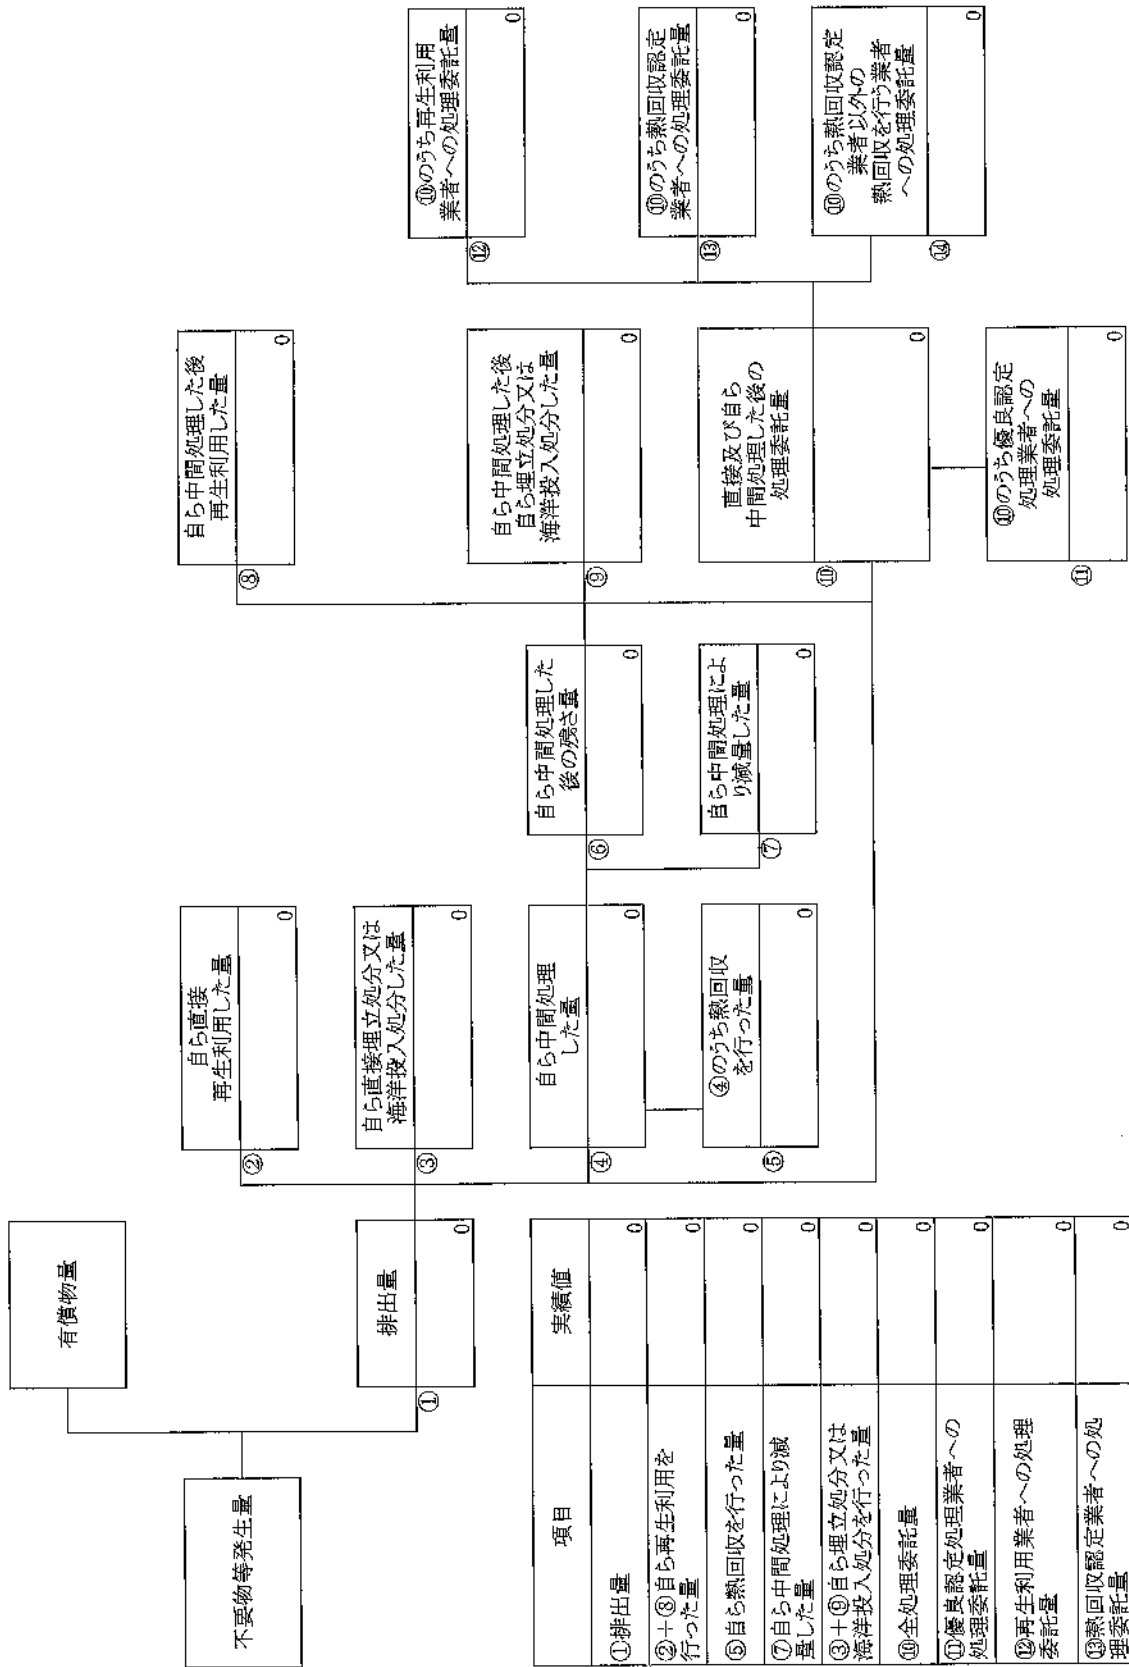 不要物等発生量
有償物量
①
排出量
0
②
自ら直接
再生利用した量
0
③
自ら直接埋立処分又は
海洋投入処分した量
0
④
自ら中間処理
した量
0
⑤
④のうち熱回収
を行った量
0
⑥
自ら中間処理した
後の残さ量
0
⑦
自ら中間処理によ
り減量した量
0
⑧
自ら中間処理した後
再生利用した量
0
⑨
自ら中間処理した後
自ら埋立処分又は
海洋投入処分した量
0
⑩
直接及び自ら
中間処理した後の
処理委託量
0
⑪
⑩のうち優良認定
処理業者への
処理委託量
0
⑫
⑩のうち再生利用
業者への処理委託量
0
⑬
⑩のうち熱回収認定
業者への処理委託量
0
⑭
⑩のうち熱回収認定
業者以外の
熱回収を行う業者
への処理委託量
0
項目 実績値
①排出量 0
②+⑧自ら再生利用を
行った量 0
⑤自ら熱回収を行った量 0
⑦自ら中間処理により減
量した量 0
③+⑨自ら埋立処分又は
海洋投入処分を行った量 0
⑩全処理委託量 0
⑪優良認定処理業者への
処理委託量 0
⑫再生利用業者への処理
委託量 0
⑬熱回収認定業者への処
理委託量 0